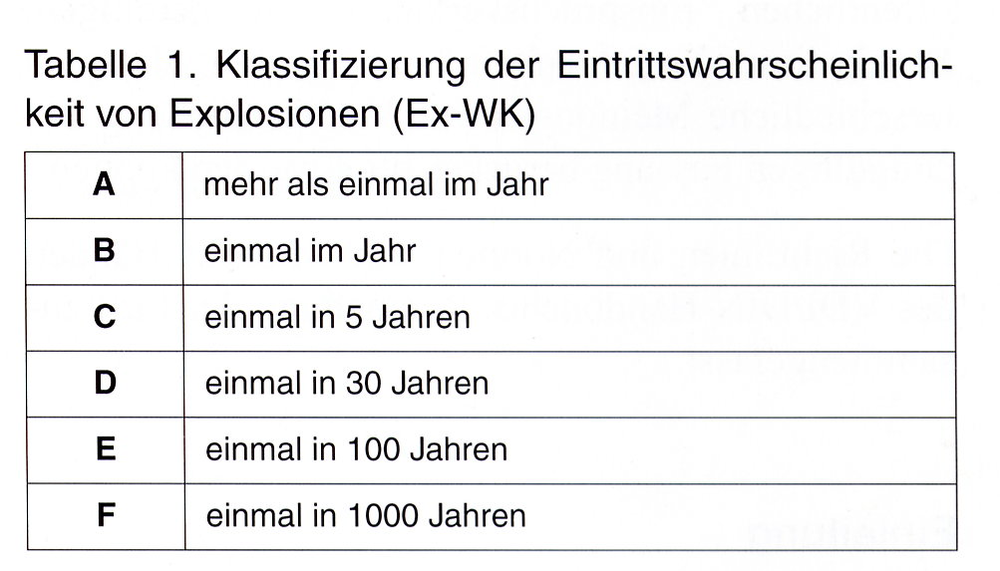 Tabelle 1. Klassifizierung der Eintrittswahrscheinlich-
keit von Explosionen (Ex-WK)
A mehr als einmal im Jahr
B einmal im Jahr
C einmal in 5 Jahren
D einmal in 30 Jahren
E einmal in 100 Jahren
F einmal in 1000 Jahren